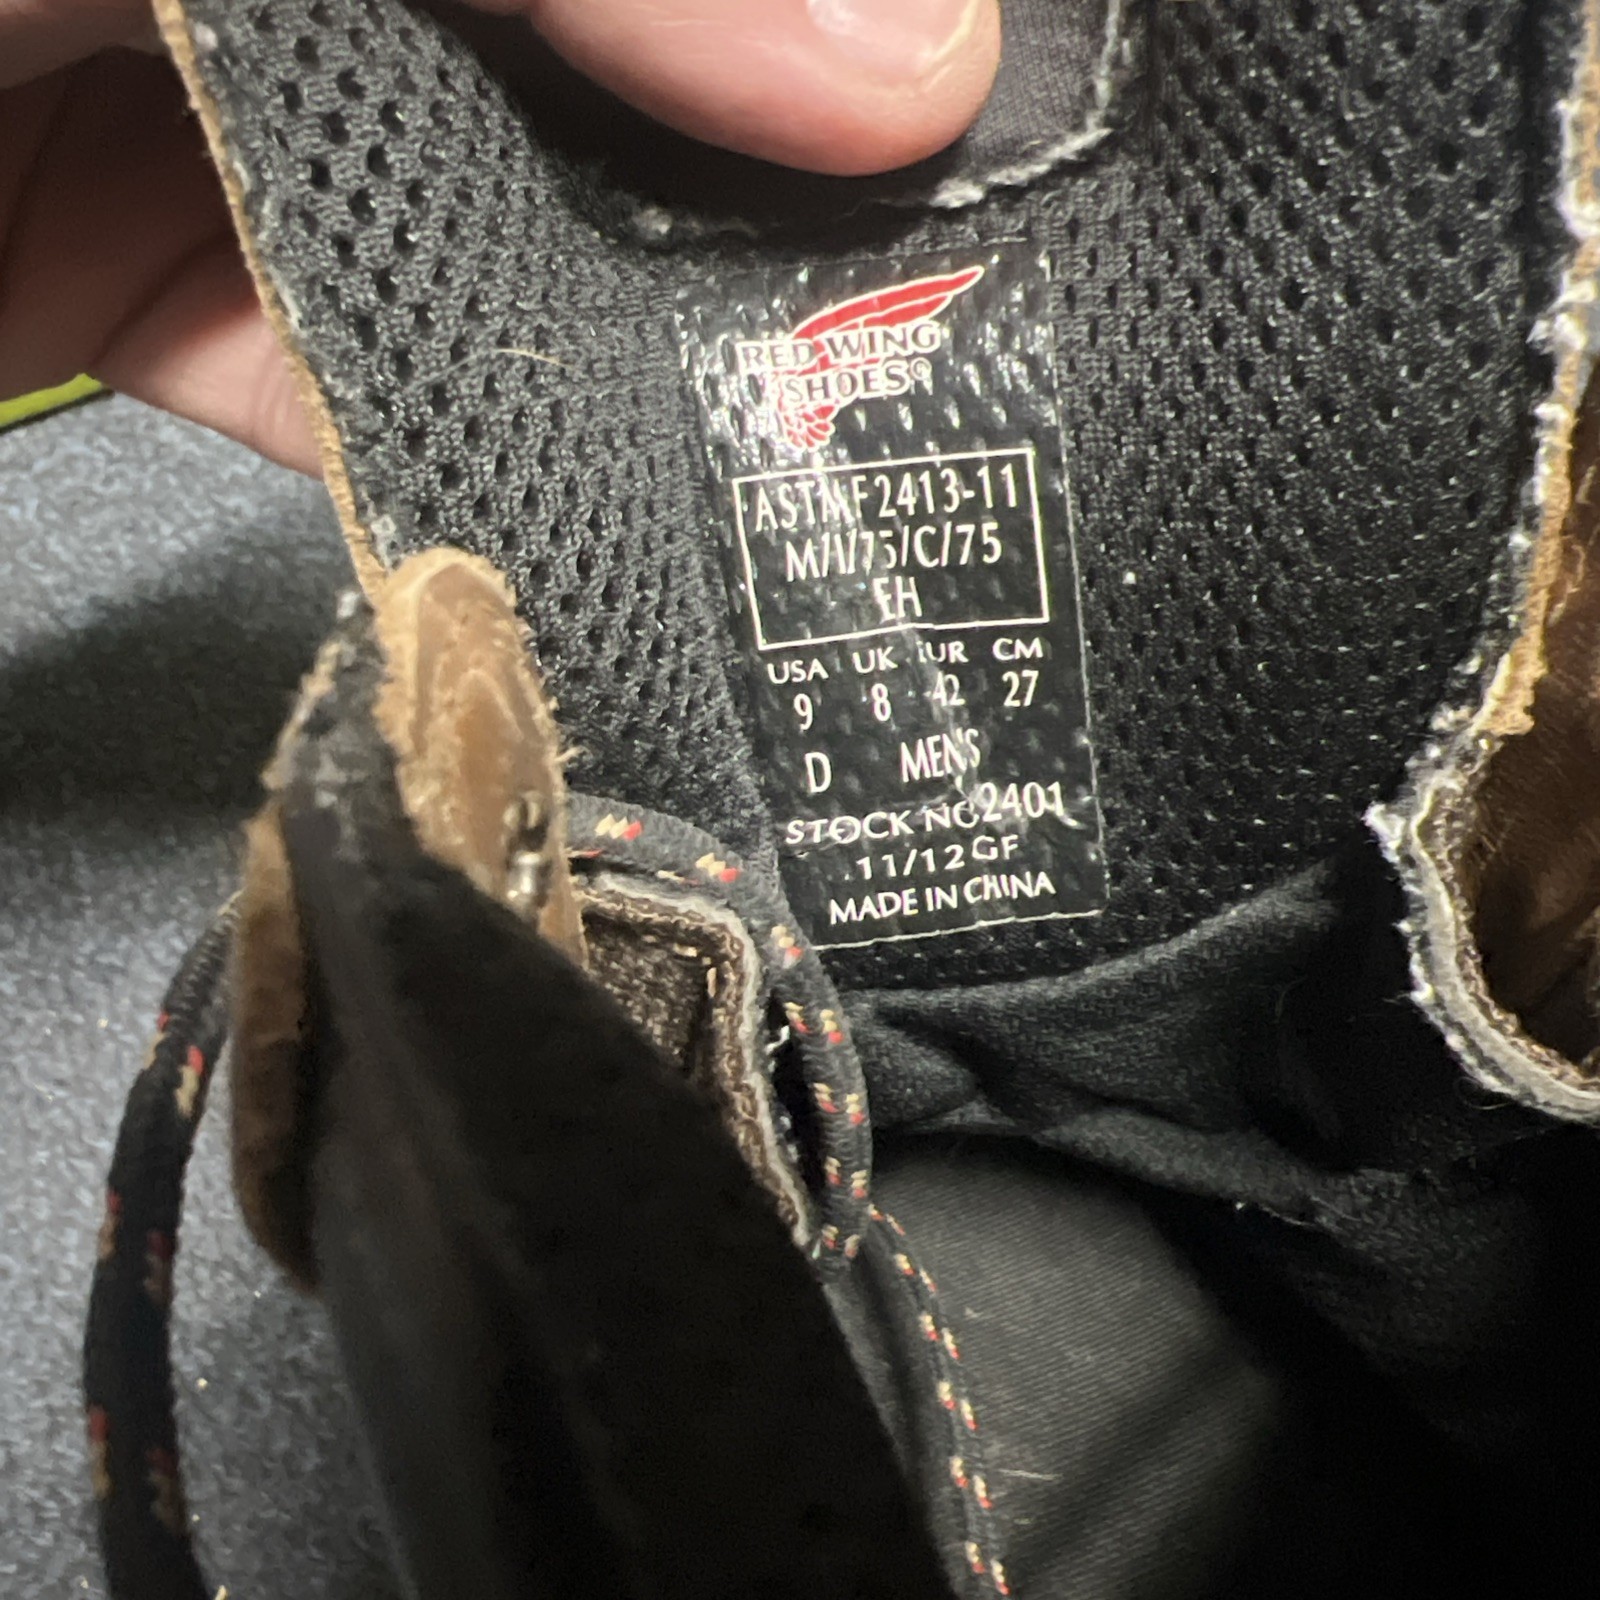 RED WING
SHOES®
ASTM F2413-11
M/I/75/C/75
EH
USA UK EUR CM
9 8 42 27
D MEN'S
STOCK NO 2401
11/12 GF
MADE IN CHINA